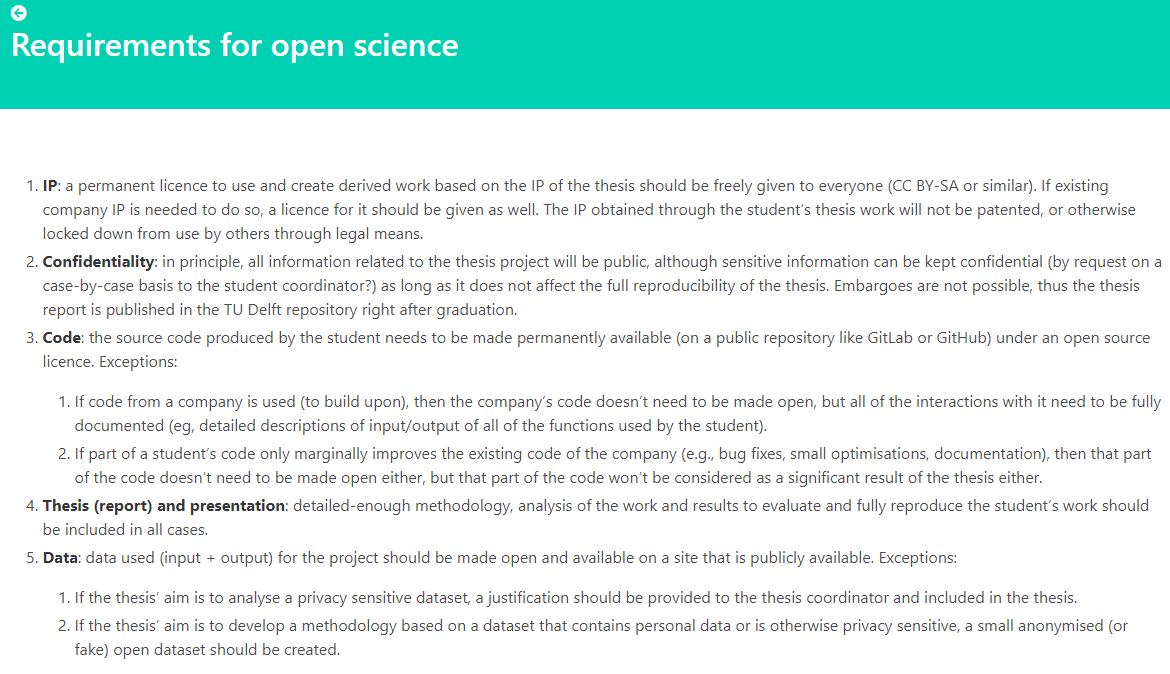 Requirements for open science
1. IP: a permanent licence to use and create derived work based on the IP of the thesis should be freely given to everyone (CC BY-SA or similar). If existing
company IP is needed to do so, a licence for it should be given as well. The IP obtained through the student’s thesis work will not be patented, or otherwise
locked down from use by others through legal means.
2. Confidentiality: in principle, all information related to the thesis project will be public, although sensitive information can be kept confidential (by request on a
case-by-case basis to the student coordinator?) as long as it does not affect the full reproducibility of the thesis. Embargoes are not possible, thus the thesis
report is published in the TU Delft repository right after graduation.
3. Code: the source code produced by the student needs to be made permanently available (on a public repository like GitLab or GitHub) under an open source
licence. Exceptions:
1. If code from a company is used (to build upon), then the company’s code doesn’t need to be made open, but all of the interactions with it need to be fully
documented (eg, detailed descriptions of input/output of all of the functions used by the student).
2. If part of a student’s code only marginally improves the existing code of the company (e.g., bug fixes, small optimisations, documentation), then that part
of the code doesn’t need to be made open either, but that part of the code won’t be considered as a significant result of the thesis either.
4. Thesis (report) and presentation: detailed-enough methodology, analysis of the work and results to evaluate and fully reproduce the student’s work should
be included in all cases.
5. Data: data used (input + output) for the project should be made open and available on a site that is publicly available. Exceptions:
1. If the thesis’ aim is to analyse a privacy sensitive dataset, a justification should be provided to the thesis coordinator and included in the thesis.
2. If the thesis’ aim is to develop a methodology based on a dataset that contains personal data or is otherwise privacy sensitive, a small anonymised (or
fake) open dataset should be created.